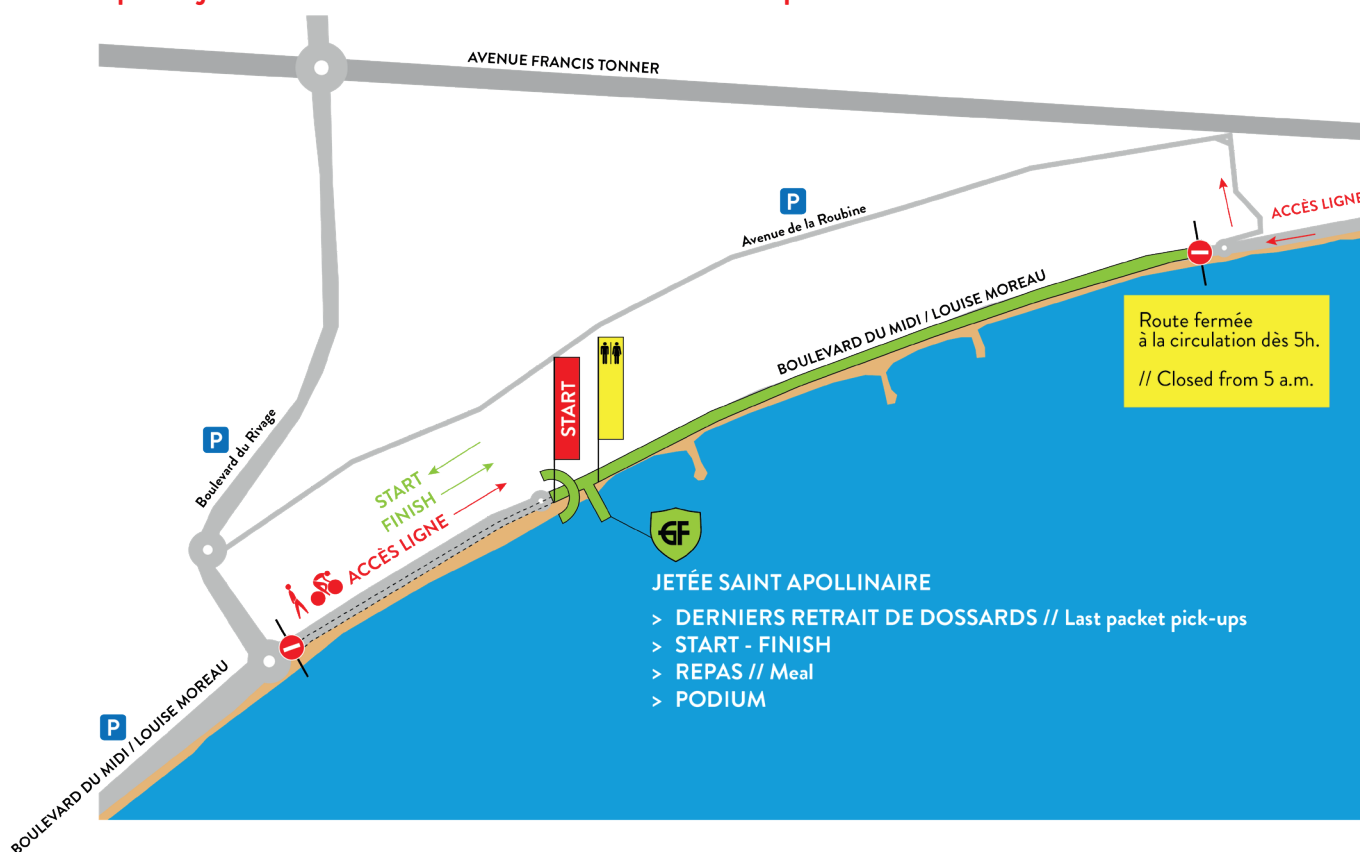 AVENUE FRANCIS TONNER
P
Avenue de la Roubine
ACCÈS LIGNE
BOULEVARD DU MIDI / LOUISE MOREAU
Route fermée
à la circulation dès 5h.
// Closed from 5 a.m.
START
P
Boulevard du Rivage
START
FINISH
ACCÈS LIGNE
GF
JETÉE SAINT APOLLINAIRE
> DERNIERS RETRAIT DE DOSSARDS // Last packet pick-ups
> START - FINISH
> REPAS // Meal
> PODIUM
P
BOULEVARD DU MIDI / LOUISE MOREAU